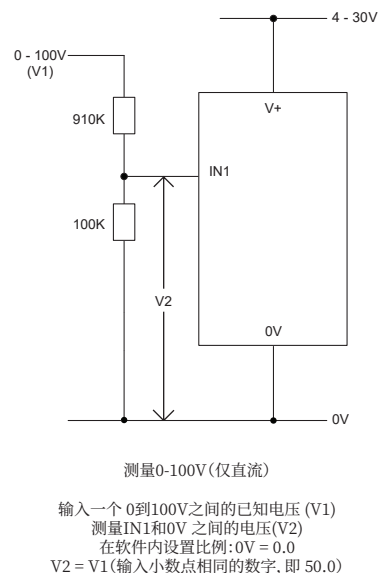 4 - 30V
0 - 100V
(V1)
V+
910K
IN1
100K
V2
0V
0V
测量0-100V(仅直流)
输入一个 0到100V之间的已知电压 (V1)
测量IN1和0V 之间的电压(V2)
在软件内设置比例:0V = 0.0
V2 = V1(输入小数点相同的数字, 即 50.0)